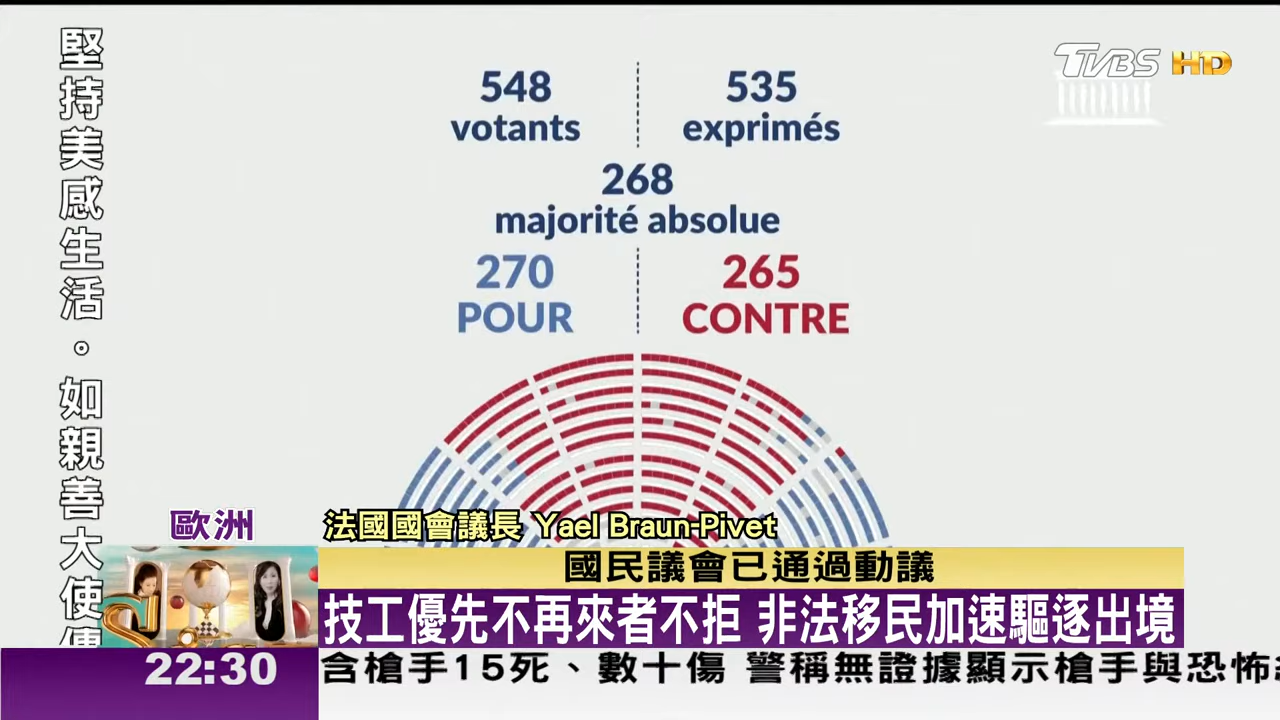 堅持美感生活。如親善大使
TVBS HD
548 535
votants exprimés
268
majorité absolue
270 265
POUR CONTRE
歐洲
法國國會議長 Yael Braun-Pivet
國民議會已通過動議
技工優先不再來者不拒 非法移民加速驅逐出境
22:30
含槍手15死、數十傷 警稱無證據顯示槍手與恐怖